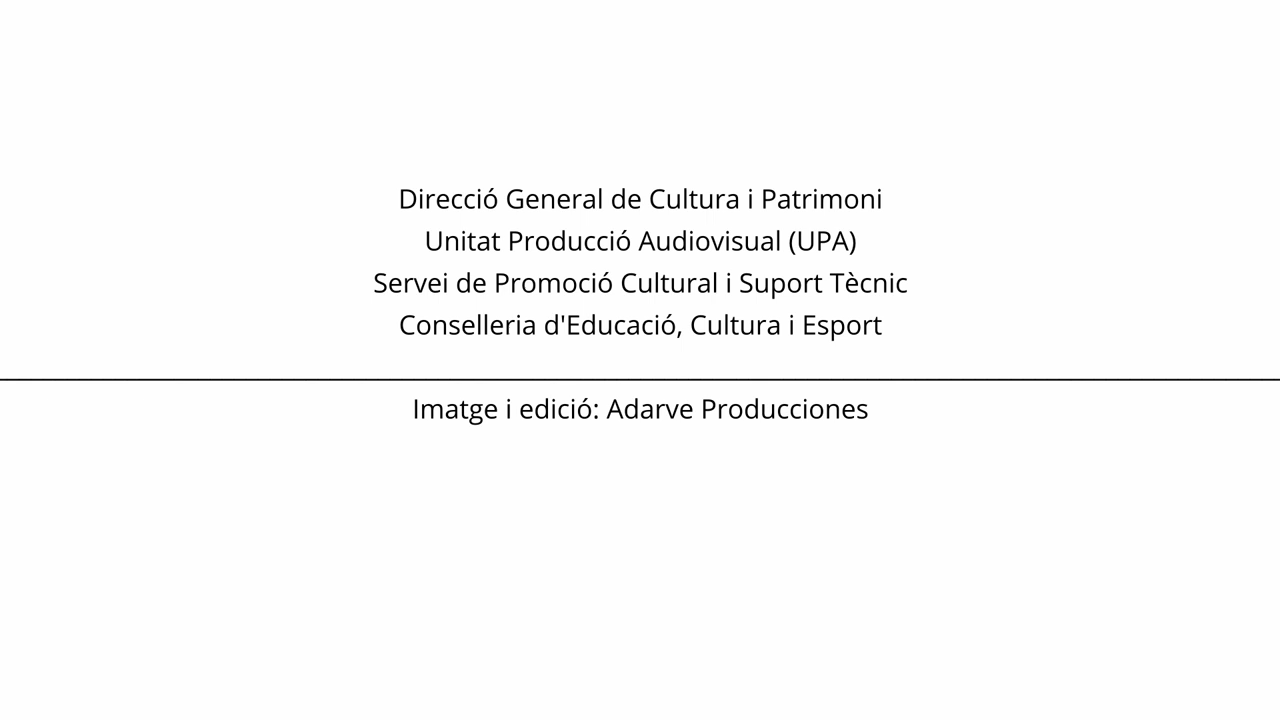 Direcció General de Cultura i Patrimoni
Unitat Producció Audiovisual (UPA)
Servei de Promoció Cultural i Suport Tècnic
Conselleria d'Educació, Cultura i Esport
Imatge i edició: Adarve Producciones